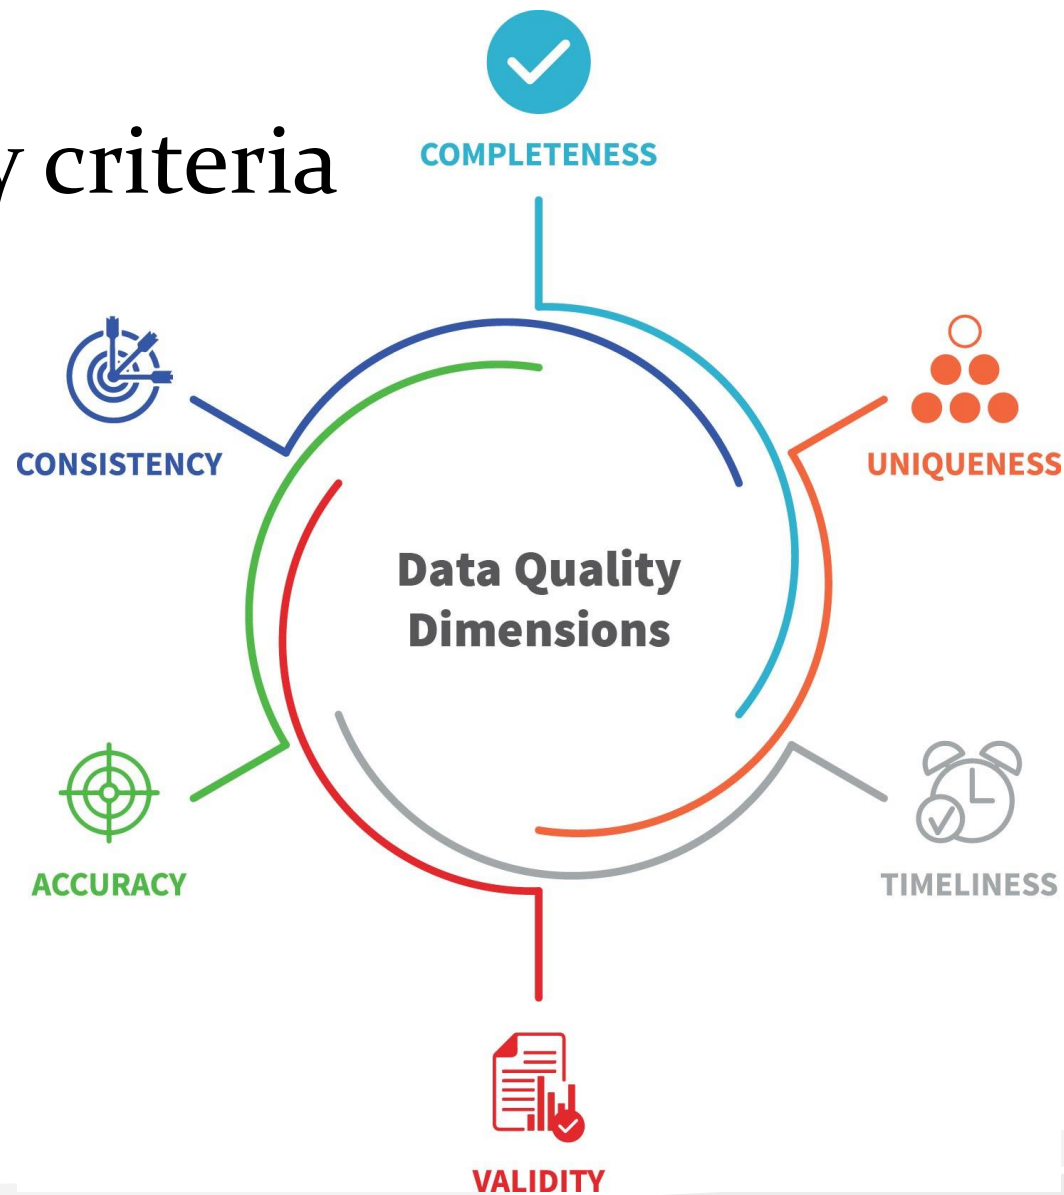 y criteria
COMPLETENESS
CONSISTENCY
UNIQUENESS
Data Quality
Dimensions
ACCURACY
TIMELINESS
VALIDITY